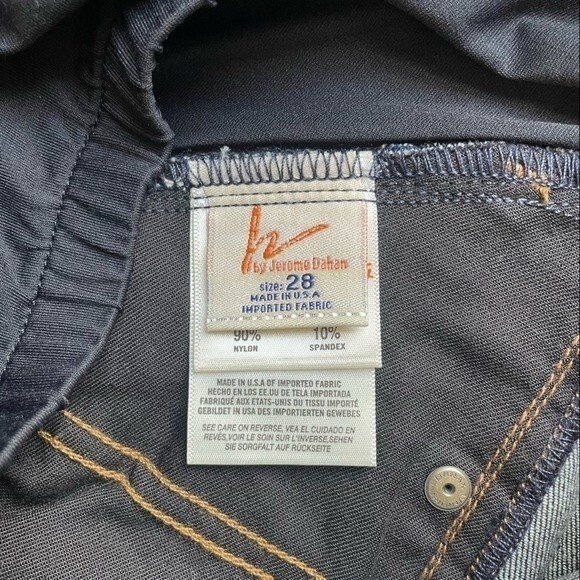 by Jerome Dahan
SIZE: 28
MADE IN U.S.A
IMPORTED FABRIC
90% 10%
NYLON SPANDEX
MADE IN U.S.A OF IMPORTED FABRIC
HECHO EN LOS EE.UU DE TELA IMPORTADA
FABRIQUÉ AUX ETATS-UNIS DU TISSU IMPORTÉ
GEBILDET IN USA DES IMPORTIERTEN GEWEBES
SEE CARE ON REVERSE, VEA EL CUIDADO EN
REVÉS,VOIR LE SOIN SUR L'INVERSE,SEHEN
SIE SORGFALT AUF RÜCKSEITE